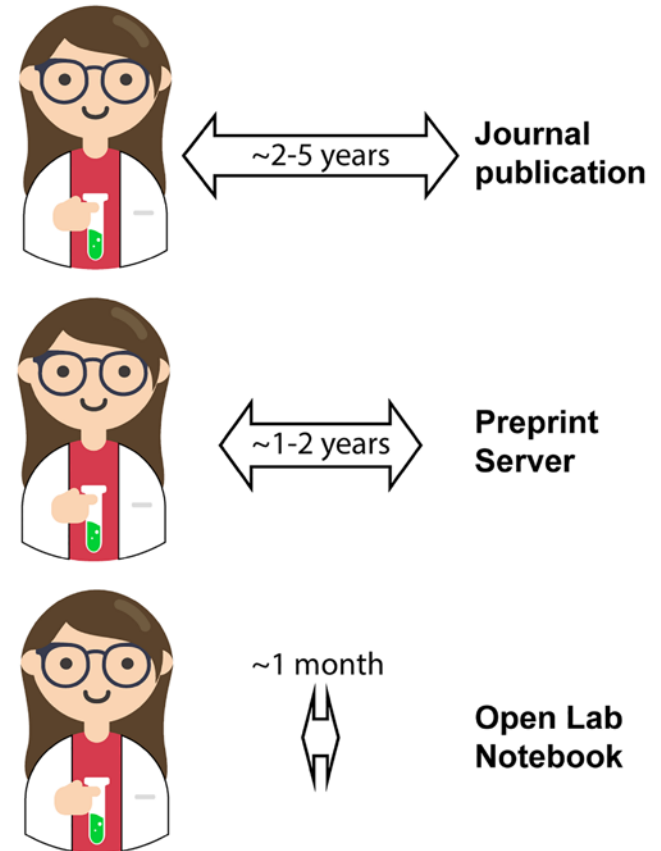 ~2-5 years
Journal
publication
~1-2 years
Preprint
Server
~1 month
Open Lab
Notebook